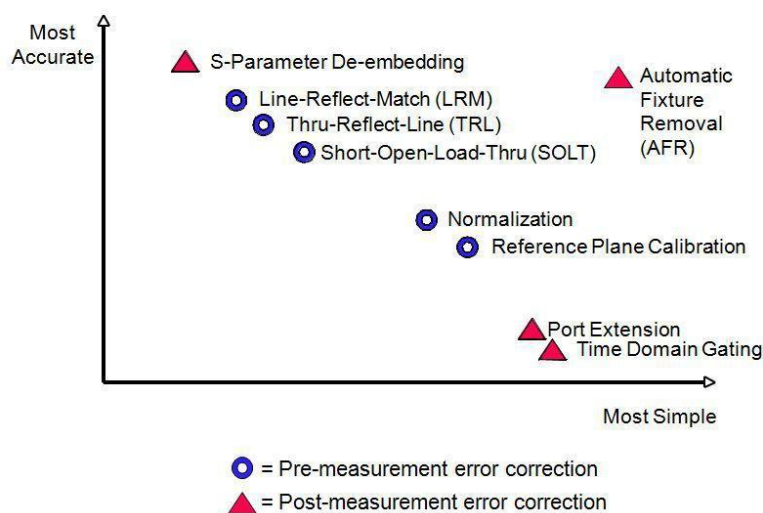 Most
Accurate
S-Parameter De-embedding
Line-Reflect-Match (LRM)
Thru-Reflect-Line (TRL)
Short-Open-Load-Thru (SOLT)
Automatic
Fixture
Removal
(AFR)
Normalization
Reference Plane Calibration
Port Extension
Time Domain Gating
Most Simple
= Pre-measurement error correction
= Post-measurement error correction